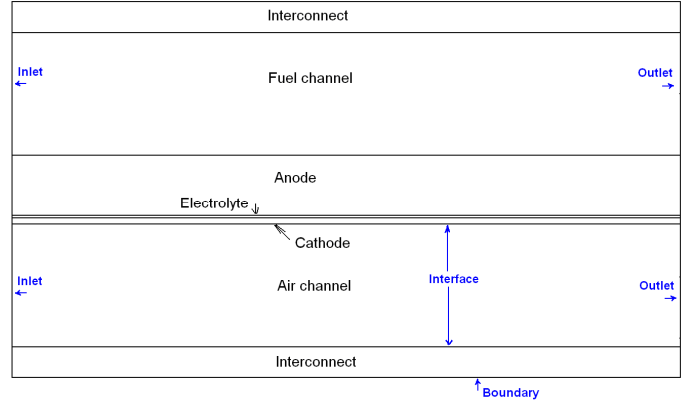 Interconnect
Inlet
Fuel channel
Outlet
Anode
Electrolyte
Cathode
Inlet
Air channel
Interface
Outlet
Interconnect
Boundary